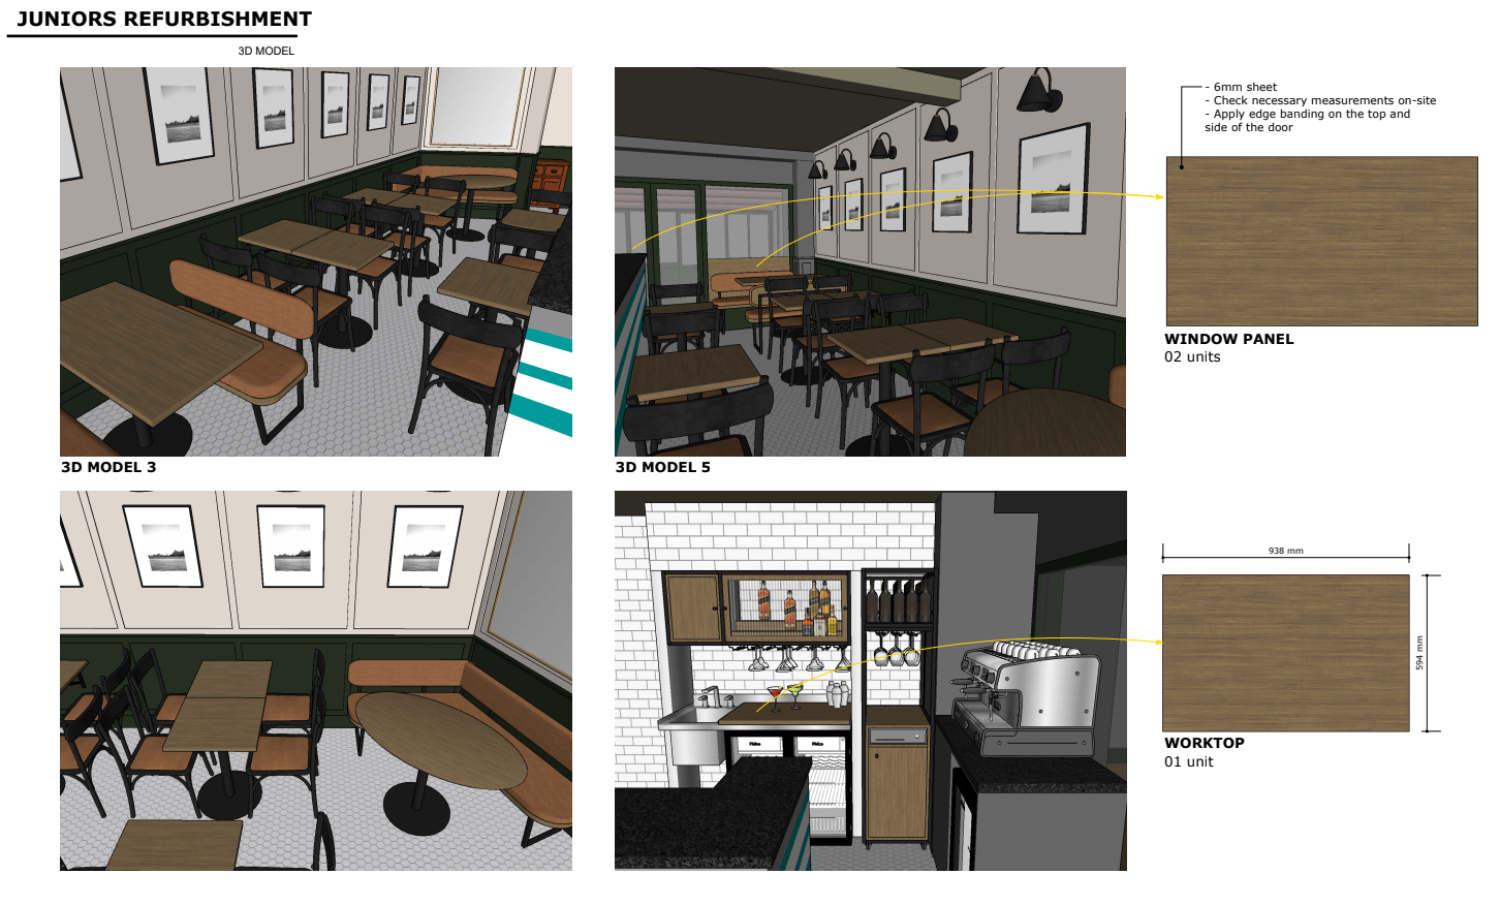 JUNIORS REFURBISHMENT
3D MODEL
- 6mm sheet
- Check necessary measurements on-site
- Apply edge banding on the top and
side of the door
WINDOW PANEL
02 units
3D MODEL 3
3D MODEL 5
938 mm
594 mm
WORKTOP
01 unit